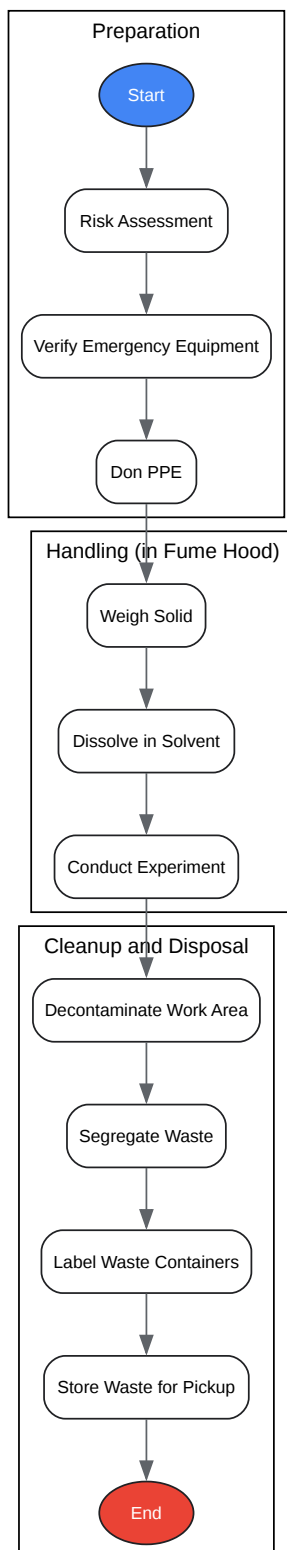 Preparation
Start
Risk Assessment
Verify Emergency Equipment
Don PPE
Handling (in Fume Hood)
Weigh Solid
Dissolve in Solvent
Conduct Experiment
Cleanup and Disposal
Decontaminate Work Area
Segregate Waste
Label Waste Containers
Store Waste for Pickup
End